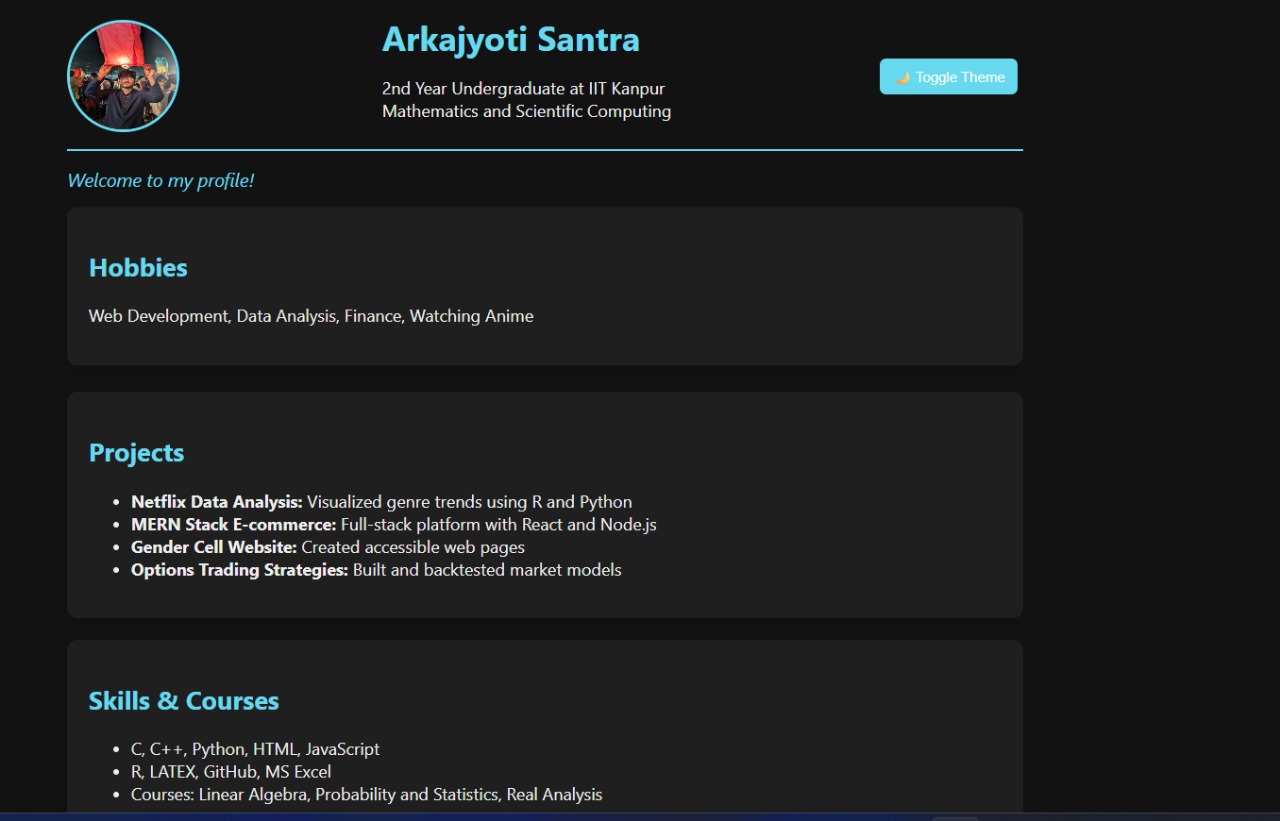 Arkajyoti Santra
2nd Year Undergraduate at IIT Kanpur
Mathematics and Scientific Computing
🌙 Toggle Theme
Welcome to my profile!
Hobbies
Web Development, Data Analysis, Finance, Watching Anime
Projects
• Netflix Data Analysis: Visualized genre trends using R and Python
• MERN Stack E-commerce: Full-stack platform with React and Node.js
• Gender Cell Website: Created accessible web pages
• Options Trading Strategies: Built and backtested market models
Skills & Courses
• C, C++, Python, HTML, JavaScript
• R, LATEX, GitHub, MS Excel
• Courses: Linear Algebra, Probability and Statistics, Real Analysis